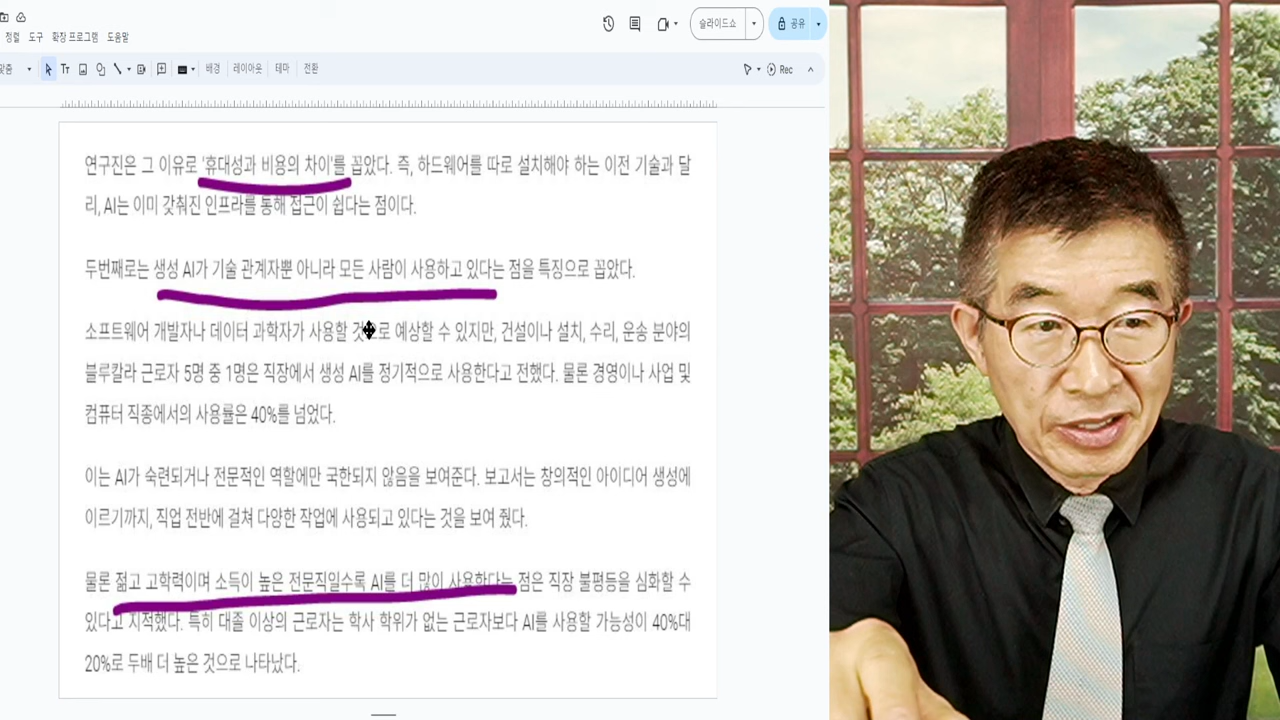 정렬 도구 확장 프로그램 도움말
슬라이드쇼
공유
맞춤
배경 레이아웃 테마 전환
Rec
연구진은 그 이유로 '휴대성과 비용의 차이'를 꼽았다. 즉, 하드웨어를 따로 설치해야 하는 이전 기술과 달
리, AI는 이미 갖춰진 인프라를 통해 접근이 쉽다는 점이다.
두번째로는 생성 AI가 기술 관계자뿐 아니라 모든 사람이 사용하고 있다는 점을 특징으로 꼽았다.
소프트웨어 개발자나 데이터 과학자가 사용할 것으로 예상할 수 있지만, 건설이나 설치, 수리, 운송 분야의
블루칼라 근로자 5명 중 1명은 직장에서 생성 AI를 정기적으로 사용한다고 전했다. 물론 경영이나 사업 및
컴퓨터 직종에서의 사용률은 40%를 넘었다.
이는 AI가 숙련되거나 전문적인 역할에만 국한되지 않음을 보여준다. 보고서는 창의적인 아이디어 생성에
이르기까지, 직업 전반에 걸쳐 다양한 작업에 사용되고 있다는 것을 보여 줬다.
물론 젊고 고학력이며 소득이 높은 전문직일수록 AI를 더 많이 사용한다는 점은 직장 불평등을 심화할 수
있다고 지적했다. 특히 대졸 이상의 근로자는 학사 학위가 없는 근로자보다 AI를 사용할 가능성이 40%대
20%로 두배 더 높은 것으로 나타났다.